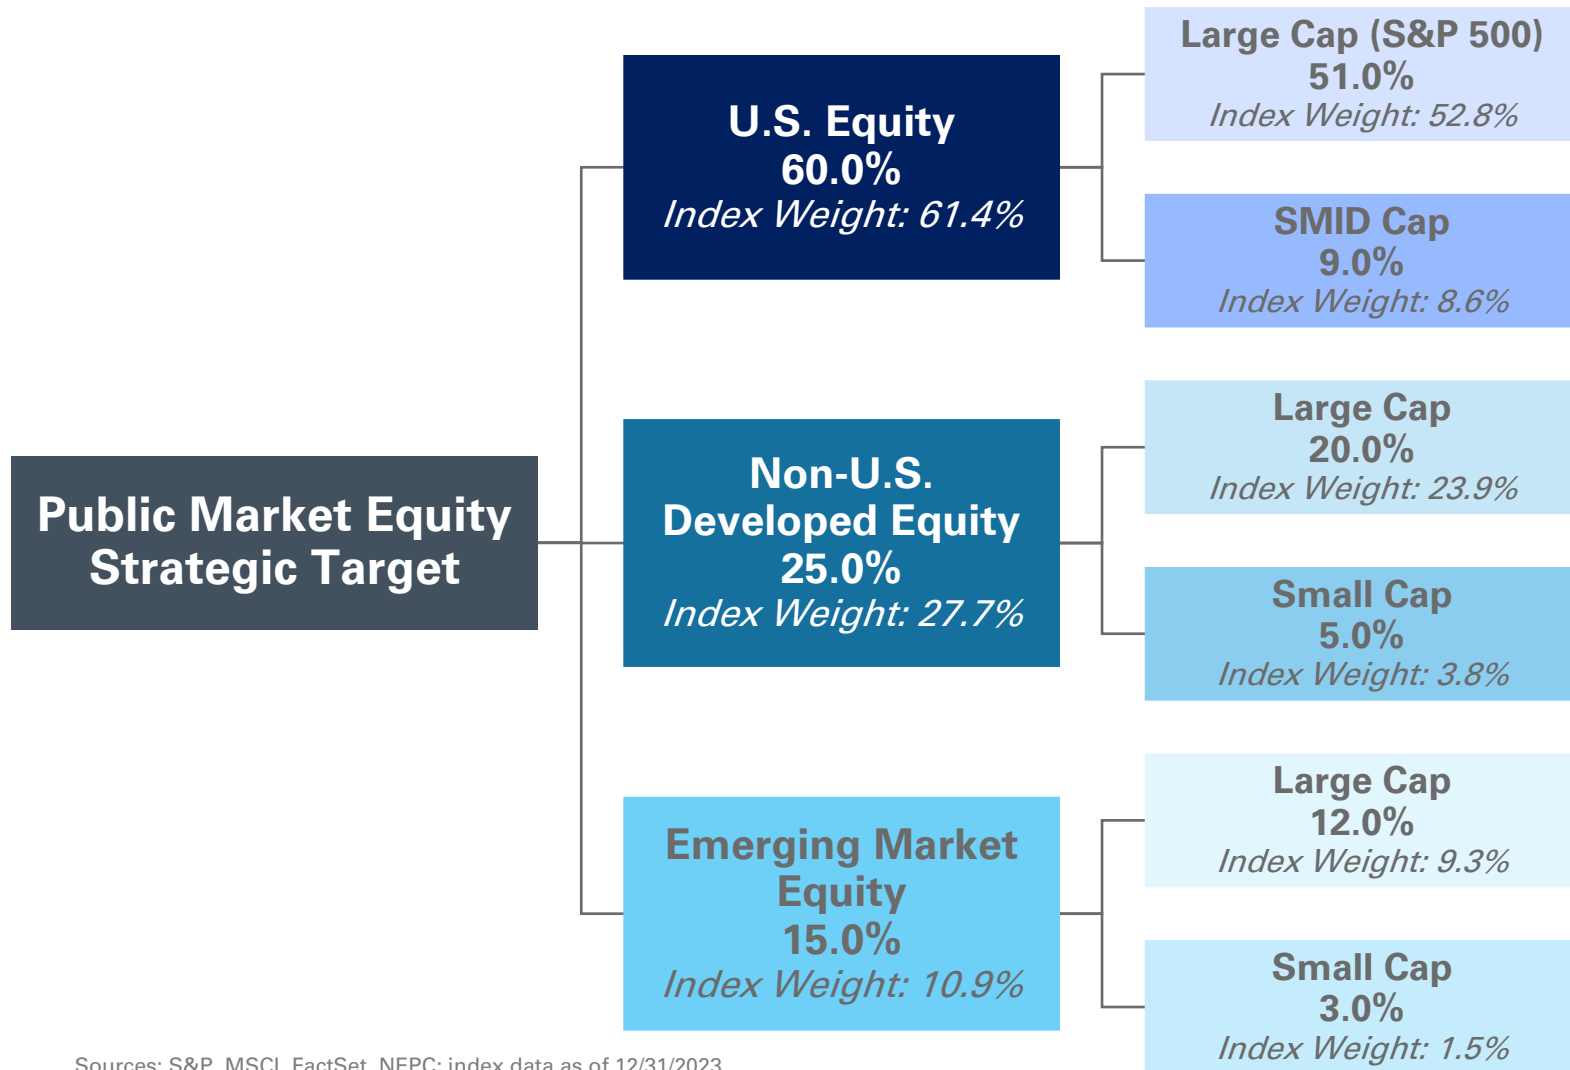 Public Market Equity
Strategic Target
U.S. Equity
60.0%
Index Weight: 61.4%
Large Cap (S&P 500)
51.0%
Index Weight: 52.8%
SMID Cap
9.0%
Index Weight: 8.6%
Non-U.S.
Developed Equity
25.0%
Index Weight: 27.7%
Large Cap
20.0%
Index Weight: 23.9%
Small Cap
5.0%
Index Weight: 3.8%
Emerging Market
Equity
15.0%
Index Weight: 10.9%
Large Cap
12.0%
Index Weight: 9.3%
Small Cap
3.0%
Index Weight: 1.5%
Sources: S&P, MSCI, FactSet, NEPC; index data as of 12/31/2023